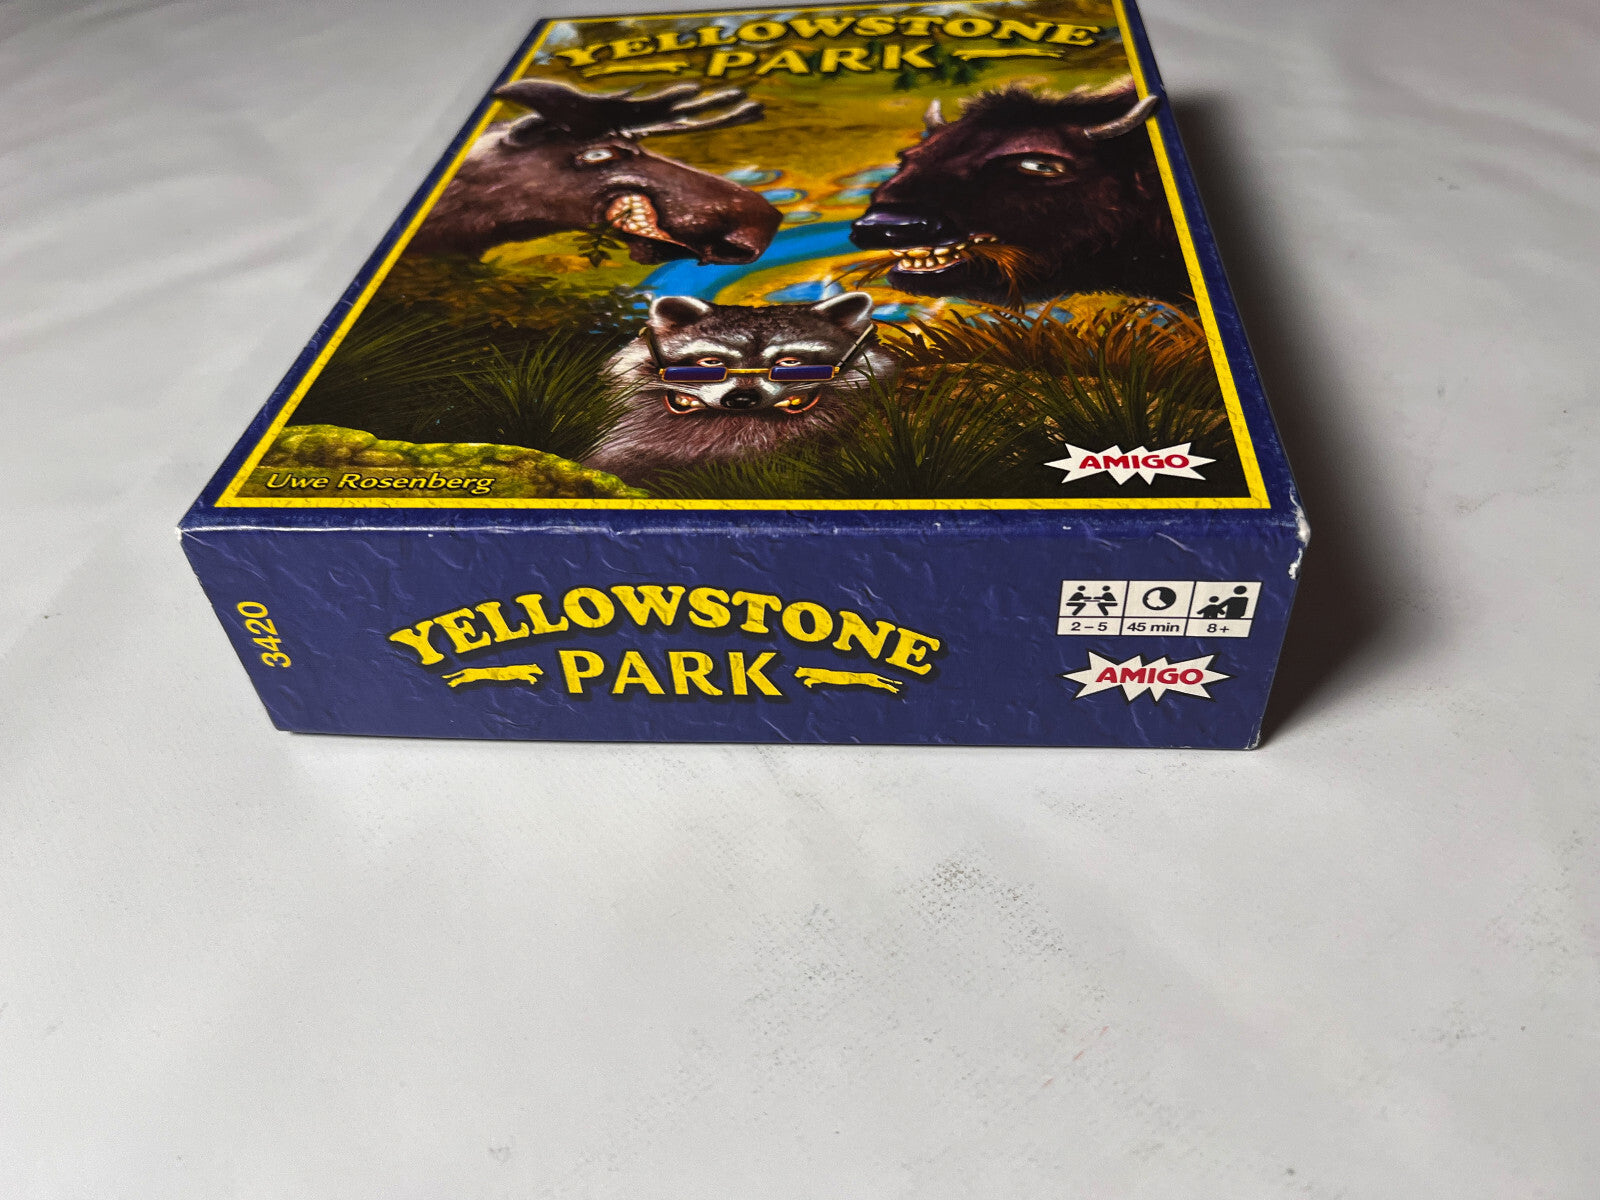 YELLOWSTONE
PARK
Uwe Rosenberg
AMIGO
3420
YELLOWSTONE
PARK
2-5
45 min
8+
AMIGO